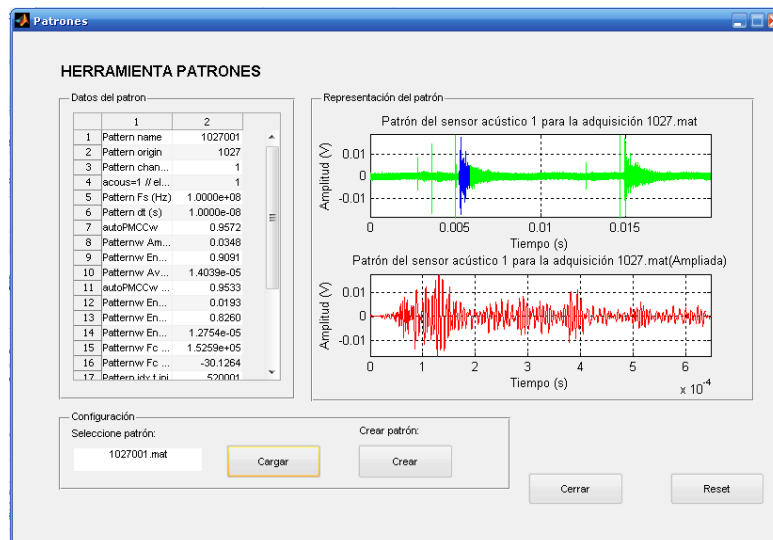 Patrones
HERRAMIENTA PATRONES
Datos del patron
1 2
1 Pattern name 1027001
2 Pattern origin 1027
3 Pattern chan... 1
4 acous=1 // el... 1
5 Pattern Fs (Hz) 1.0000e+08
6 Pattern dt (s) 1.0000e-08
7 autoPMCCw 0.9572
8 Patternw Am... 0.0348
9 Patternw En... 0.9091
10 Patternw Av... 1.4039e-05
11 autoPMCCw ... 0.9533
12 Patternw En... 0.0193
13 Patternw En... 0.8260
14 Patternw En... 1.2754e-05
15 Patternw Fc ... 1.5259e+05
16 Patternw Fc ... -30.1264
17 Pattern idx t ini 520001
Representación del patrón
Patrón del sensor acústico 1 para la adquisición 1027.mat
Amplitud (V)
0.01
0
-0.01
0 0.005 0.01 0.015
Tiempo (s)
Patrón del sensor acústico 1 para la adquisición 1027.mat(Ampliada)
Amplitud (V)
0.01
0
-0.01
0 1 2 3 4 5 6
Tiempo (s)
x 10⁻⁴
Configuración
Seleccione patrón:
1027001.mat
Cargar
Crear patrón:
Crear
Cerrar
Reset